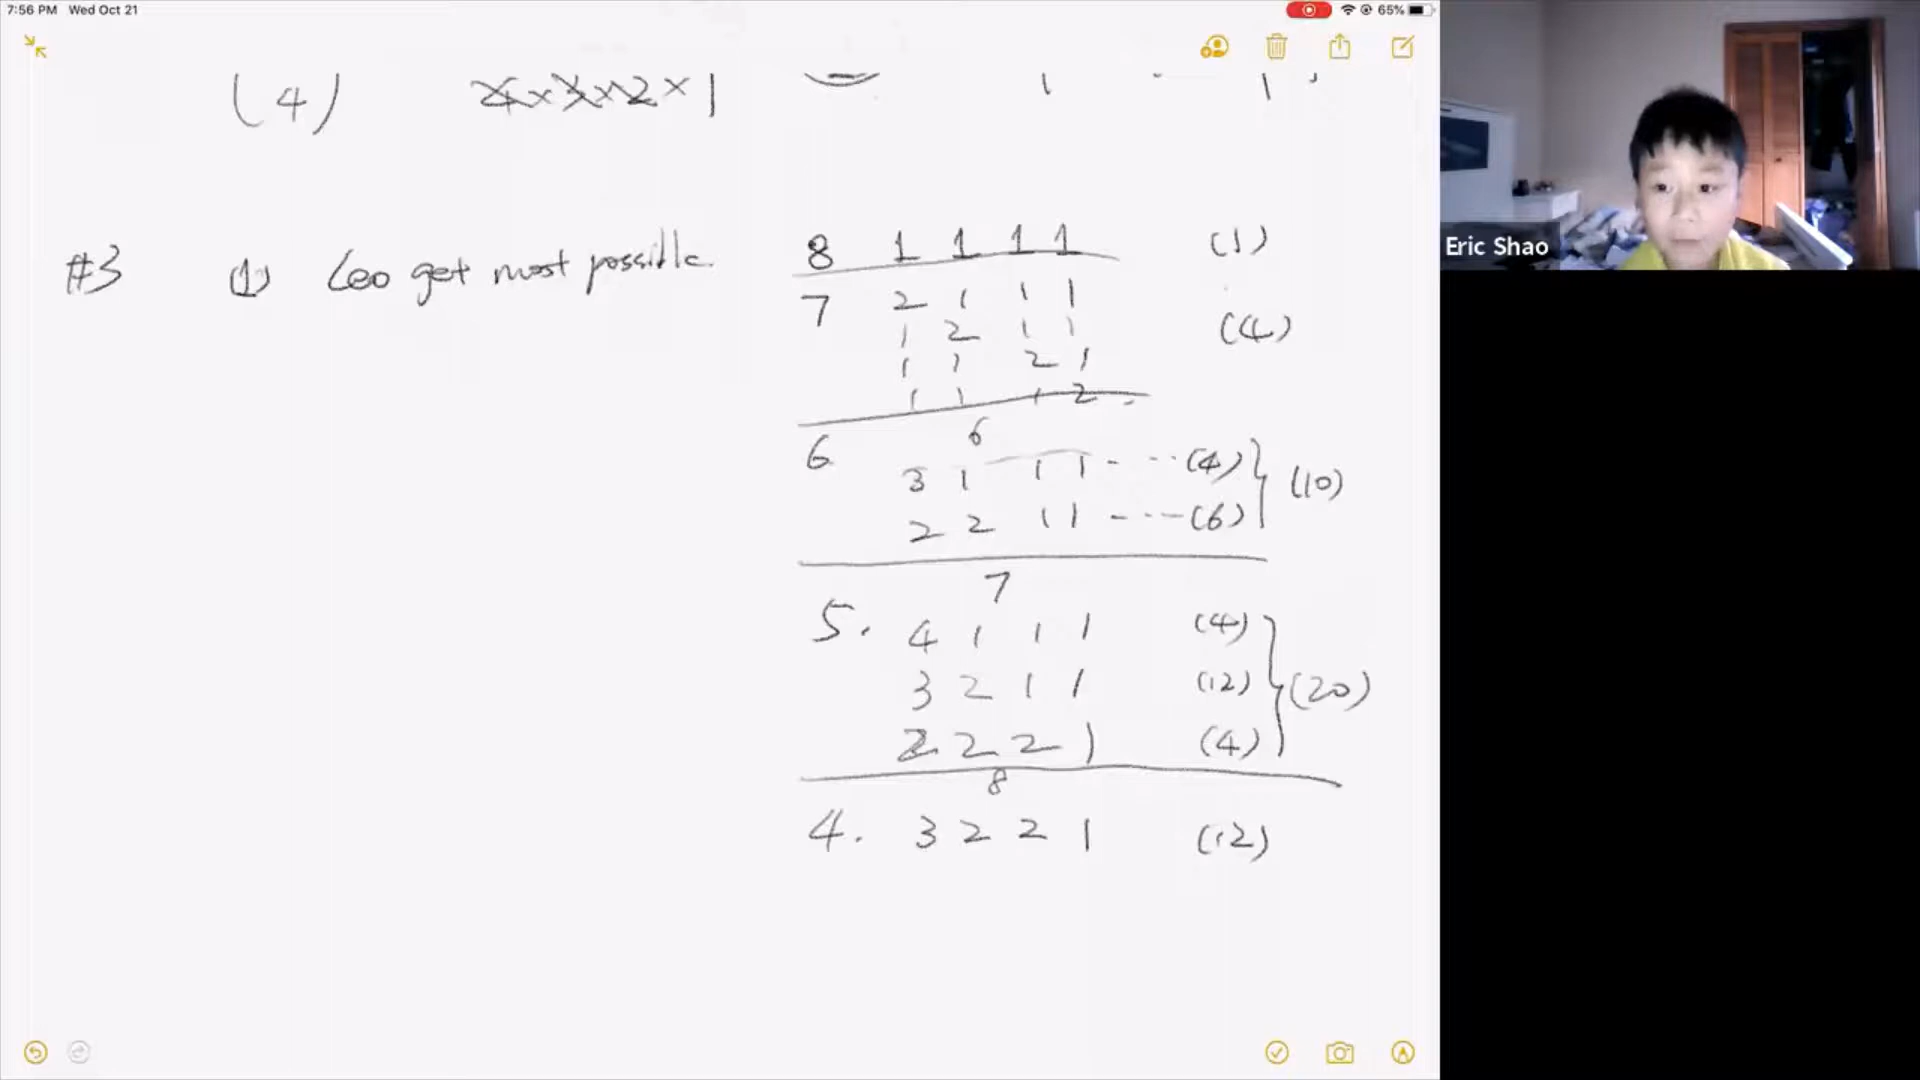 7:56 PM Wed Oct 21
65%
(4) 4×3×2×1
Eric Shao
#3 (1) Leo get most possible.
8 1 1 1 1 (1)
7 2 1 1 1
1 2 1 1 (4)
1 1 2 1
1 1 1 2
6
6
3 1 1 1 - - - (4)
(10)
2 2 1 1 - - - (6)
7
5. 4 1 1 1 (4)
3 2 1 1 (12) (20)
2 2 2 1 (4)
8
4. 3 2 2 1 (12)